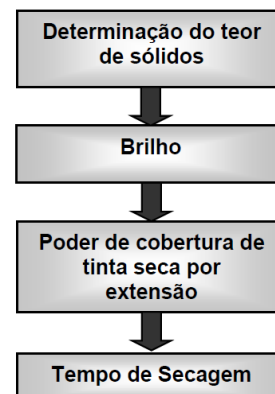 Determinação do teor
de sólidos
Brilho
Poder de cobertura de
tinta seca por
extensão
Tempo de Secagem